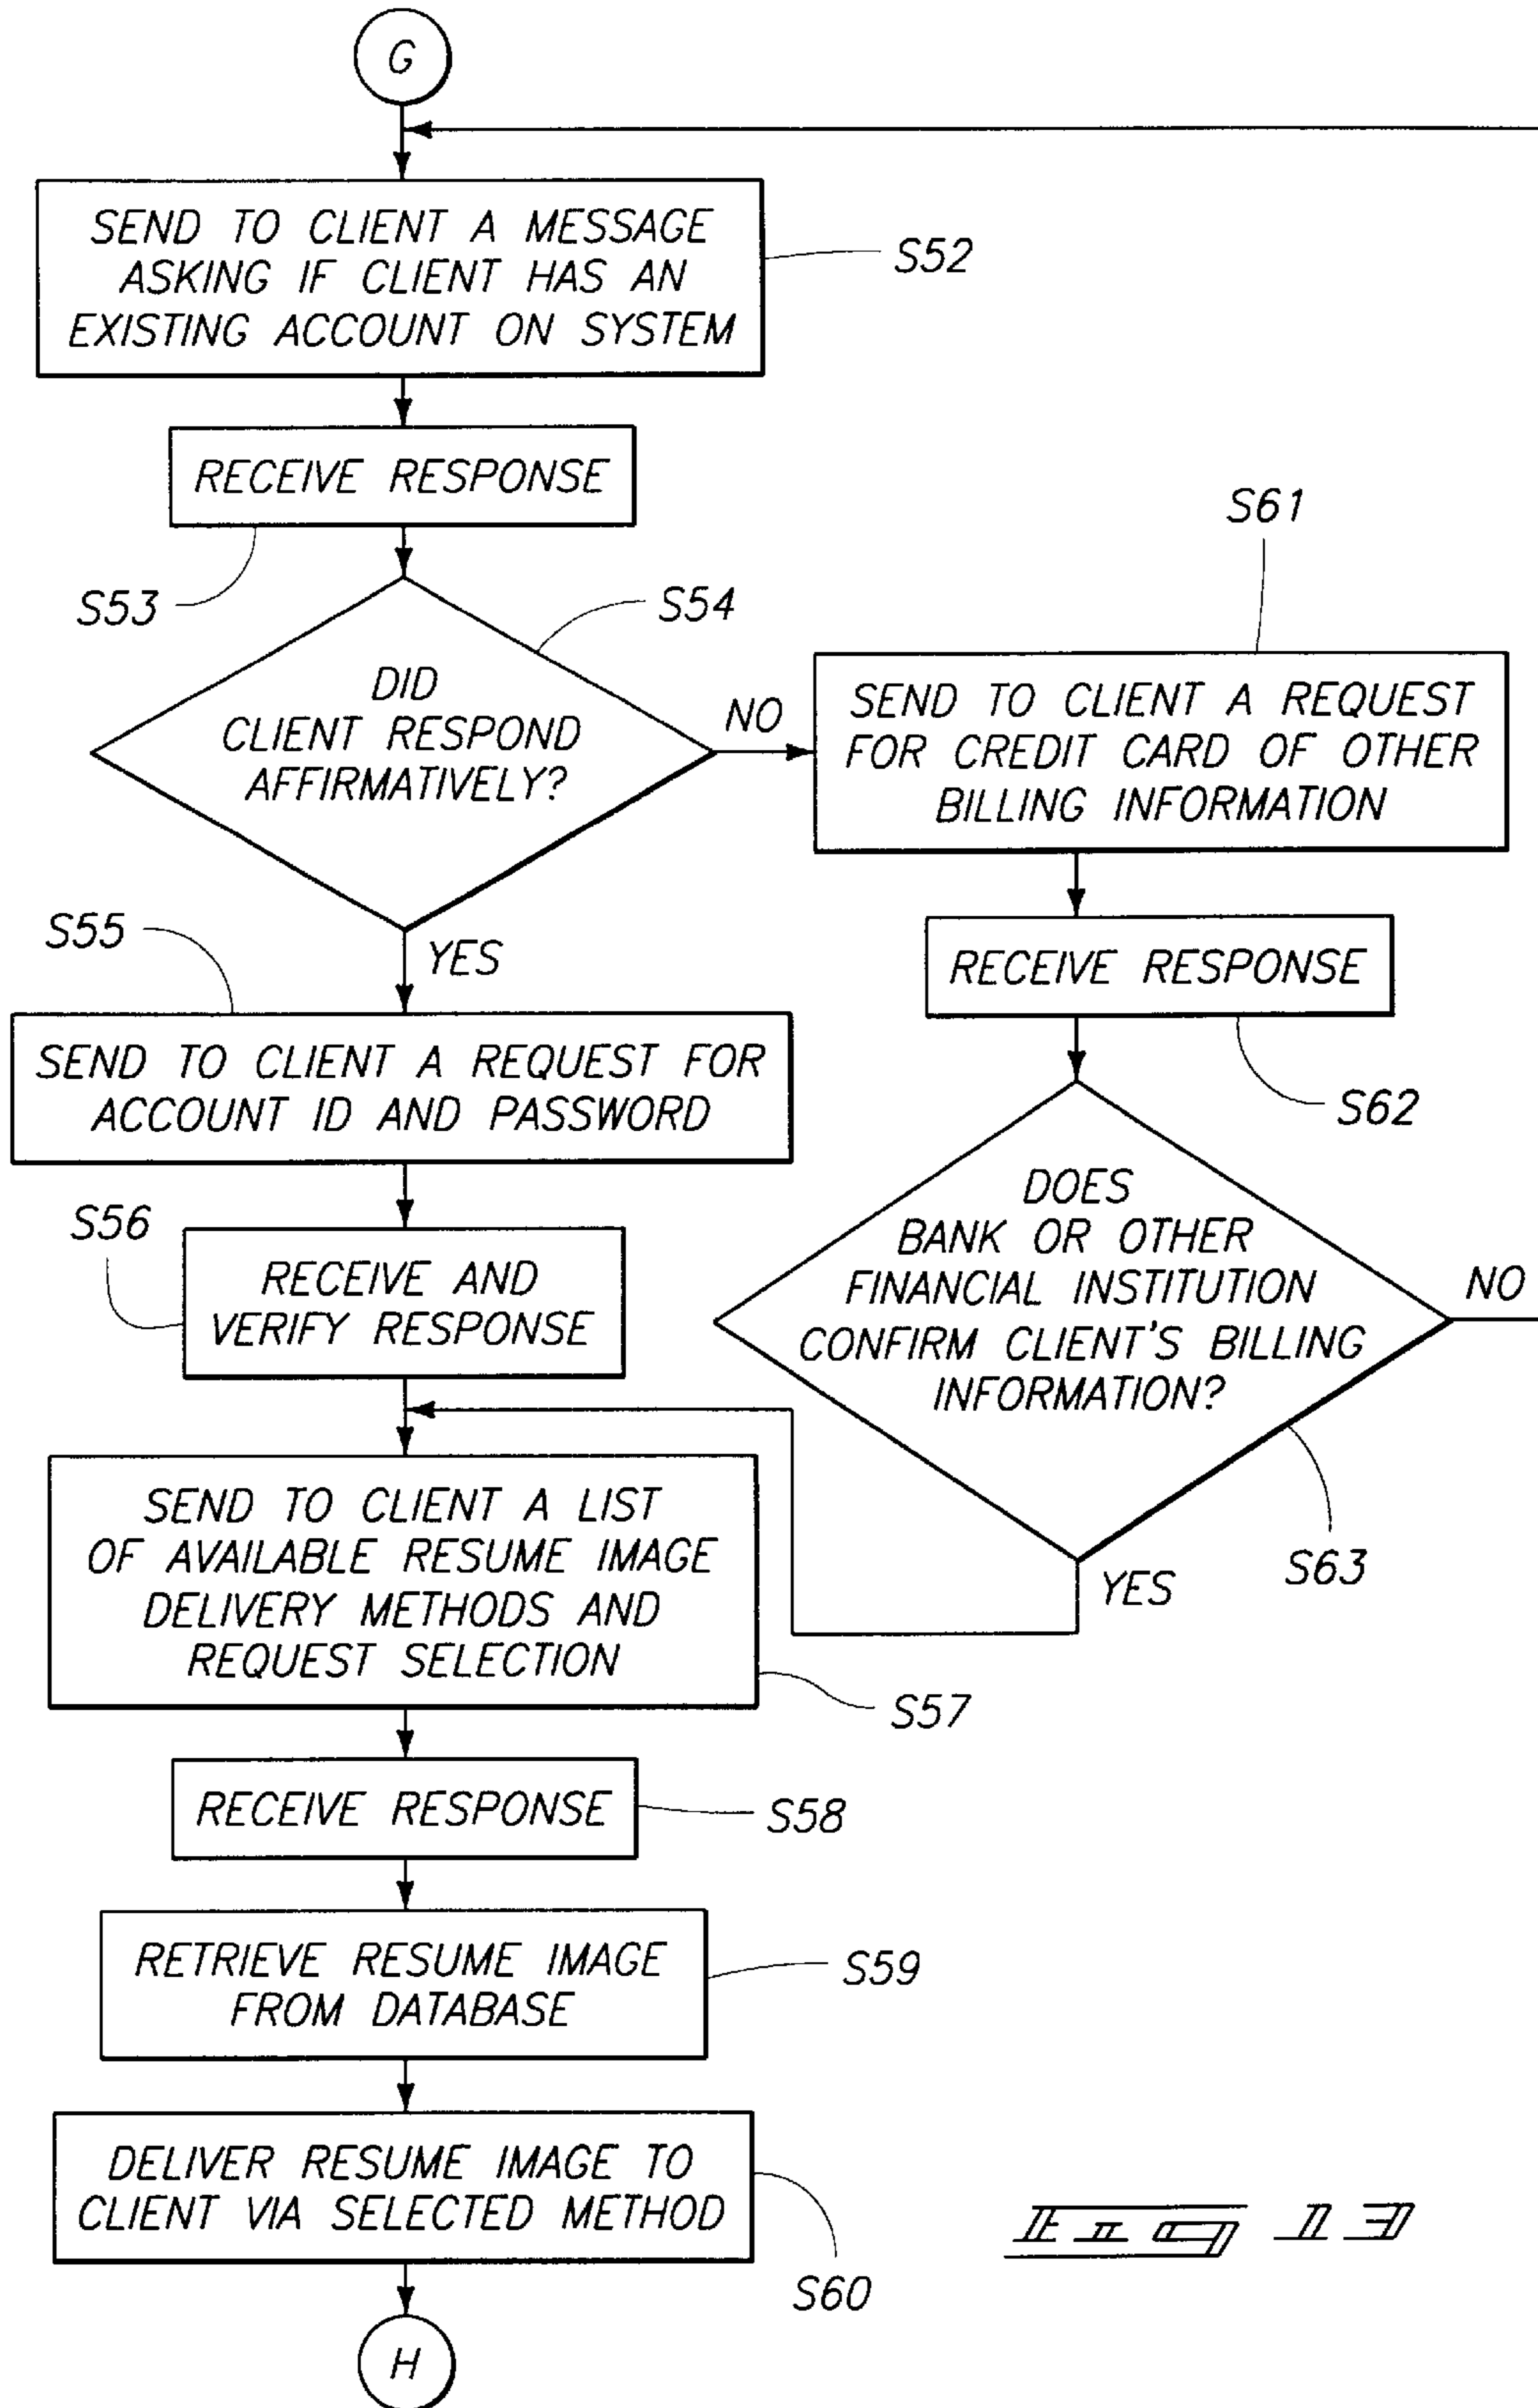 G
SEND TO CLIENT A MESSAGE
ASKING IF CLIENT HAS AN
EXISTING ACCOUNT ON SYSTEM
S52
RECEIVE RESPONSE
S53
S54
DID
CLIENT RESPOND
AFFIRMATIVELY?
NO
YES
S61
SEND TO CLIENT A REQUEST
FOR CREDIT CARD OF OTHER
BILLING INFORMATION
RECEIVE RESPONSE
S62
S55
SEND TO CLIENT A REQUEST FOR
ACCOUNT ID AND PASSWORD
S56
RECEIVE AND
VERIFY RESPONSE
DOES
BANK OR OTHER
FINANCIAL INSTITUTION
CONFIRM CLIENT'S BILLING
INFORMATION?
NO
YES
S63
SEND TO CLIENT A LIST
OF AVAILABLE RESUME IMAGE
DELIVERY METHODS AND
REQUEST SELECTION
S57
RECEIVE RESPONSE
S58
RETRIEVE RESUME IMAGE
FROM DATABASE
S59
DELIVER RESUME IMAGE TO
CLIENT VIA SELECTED METHOD
S60
H
Fig 13